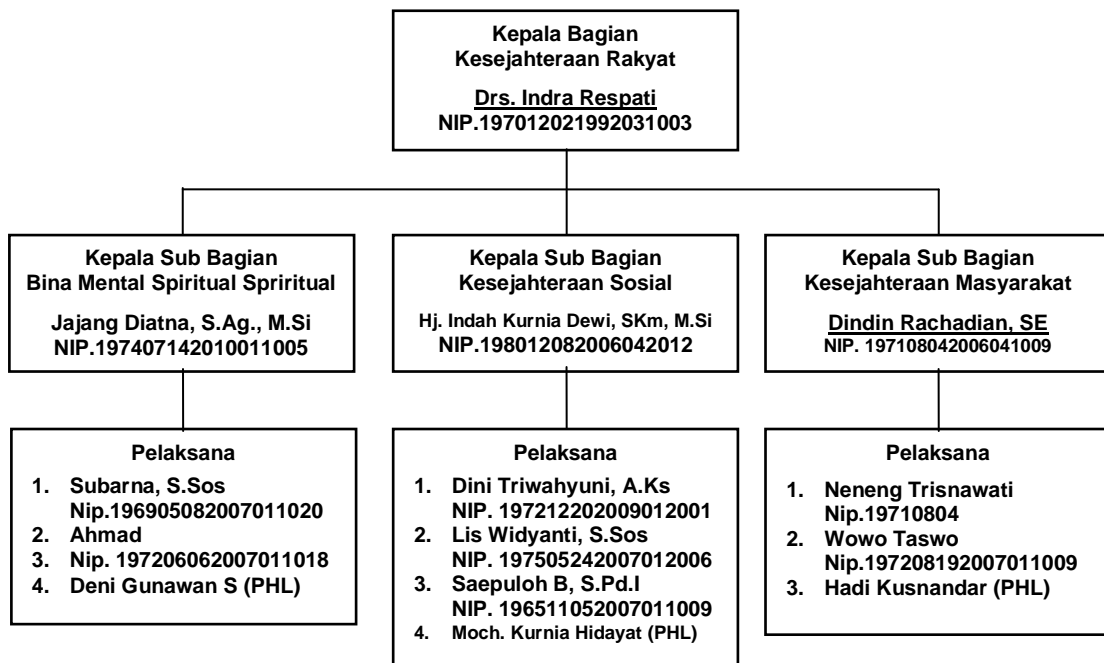 Kepala Bagian
Kesejahteraan Rakyat
Drs. Indra Respati
NIP.197012021992031003
Kepala Sub Bagian
Bina Mental Spiritual Spriritual
Jajang Diatna, S.Ag., M.Si
NIP.197407142010011005
Kepala Sub Bagian
Kesejahteraan Sosial
Hj. Indah Kurnia Dewi, SKm, M.Si
NIP.198012082006042012
Kepala Sub Bagian
Kesejahteraan Masyarakat
Dindin Rachadian, SE
NIP. 197108042006041009
Pelaksana
1. Subarna, S.Sos
Nip.196905082007011020
2. Ahmad
3. Nip. 197206062007011018
4. Deni Gunawan S (PHL)
Pelaksana
1. Dini Triwahyuni, A.Ks
NIP. 197212202009012001
2. Lis Widyanti, S.Sos
NIP. 197505242007012006
3. Saepuloh B, S.Pd.I
NIP. 196511052007011009
4. Moch. Kurnia Hidayat (PHL)
Pelaksana
1. Neneng Trisnawati
Nip.19710804
2. Wowo Taswo
Nip.197208192007011009
3. Hadi Kusnandar (PHL)